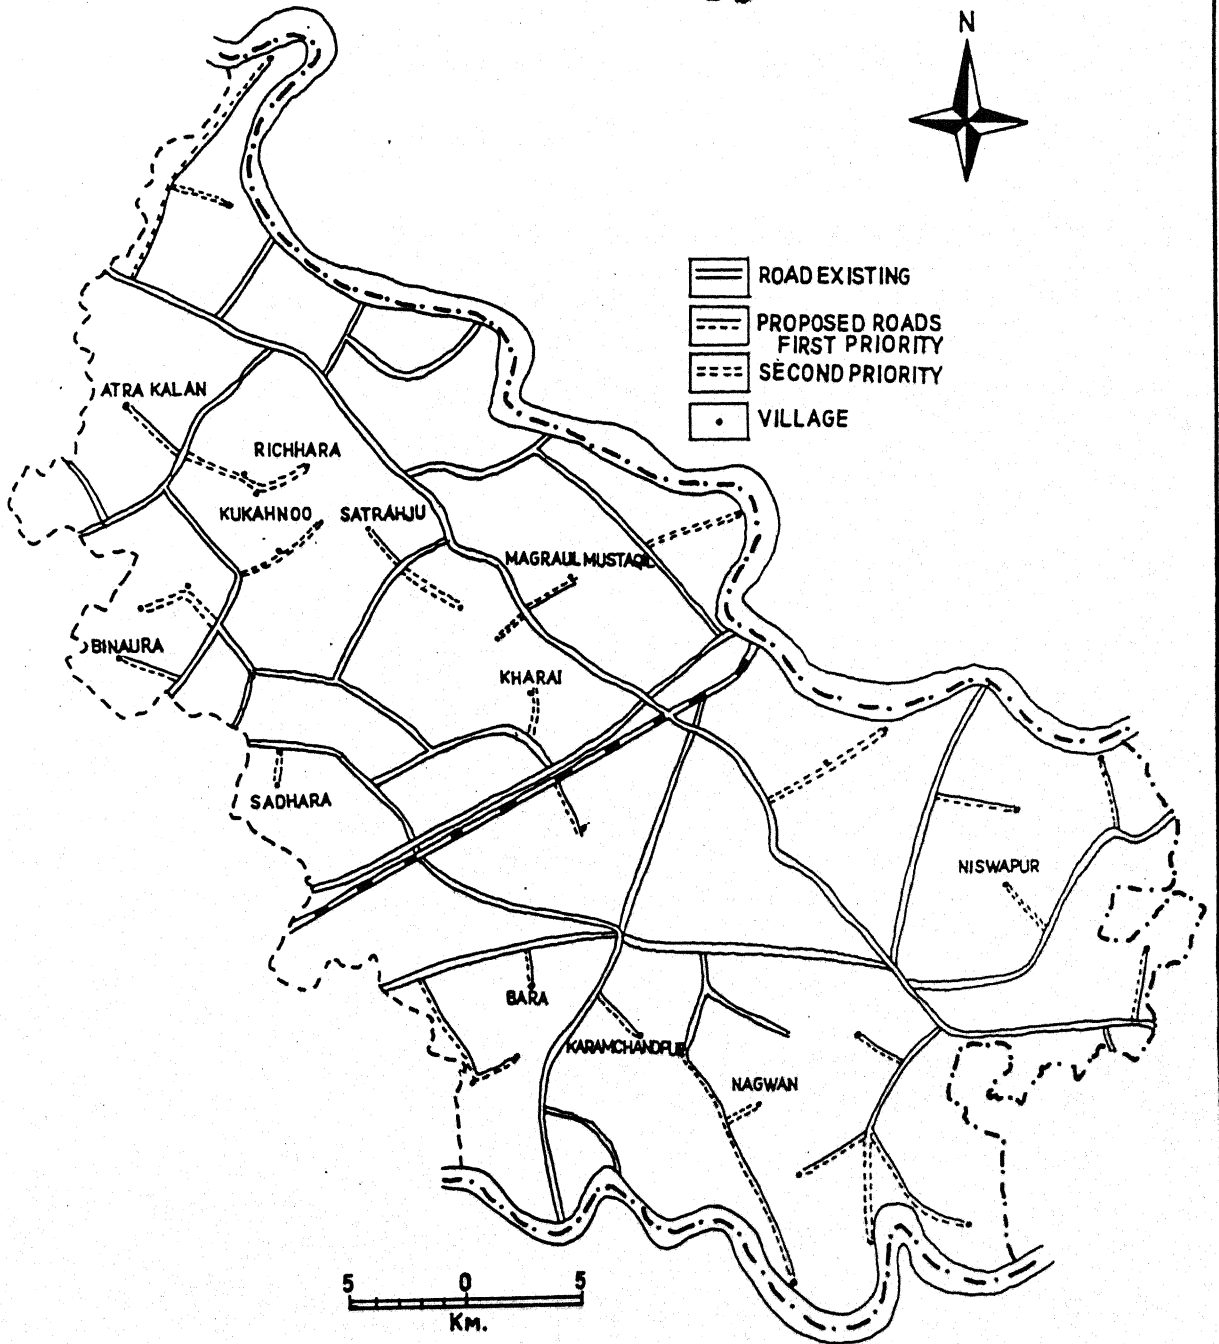 N
ROAD EXISTING
PROPOSED ROADS
FIRST PRIORITY
SECOND PRIORITY
VILLAGE
ATRA KALAN
RICHHARA
KUKAHNOO
SATRAHJU
MAGRAUL MUSTAQIL
BINAURA
KHARAI
SADHARA
NISWAPUR
BARA
KARAMCHANDPUR
NAGWAN
5 0 5
KM.